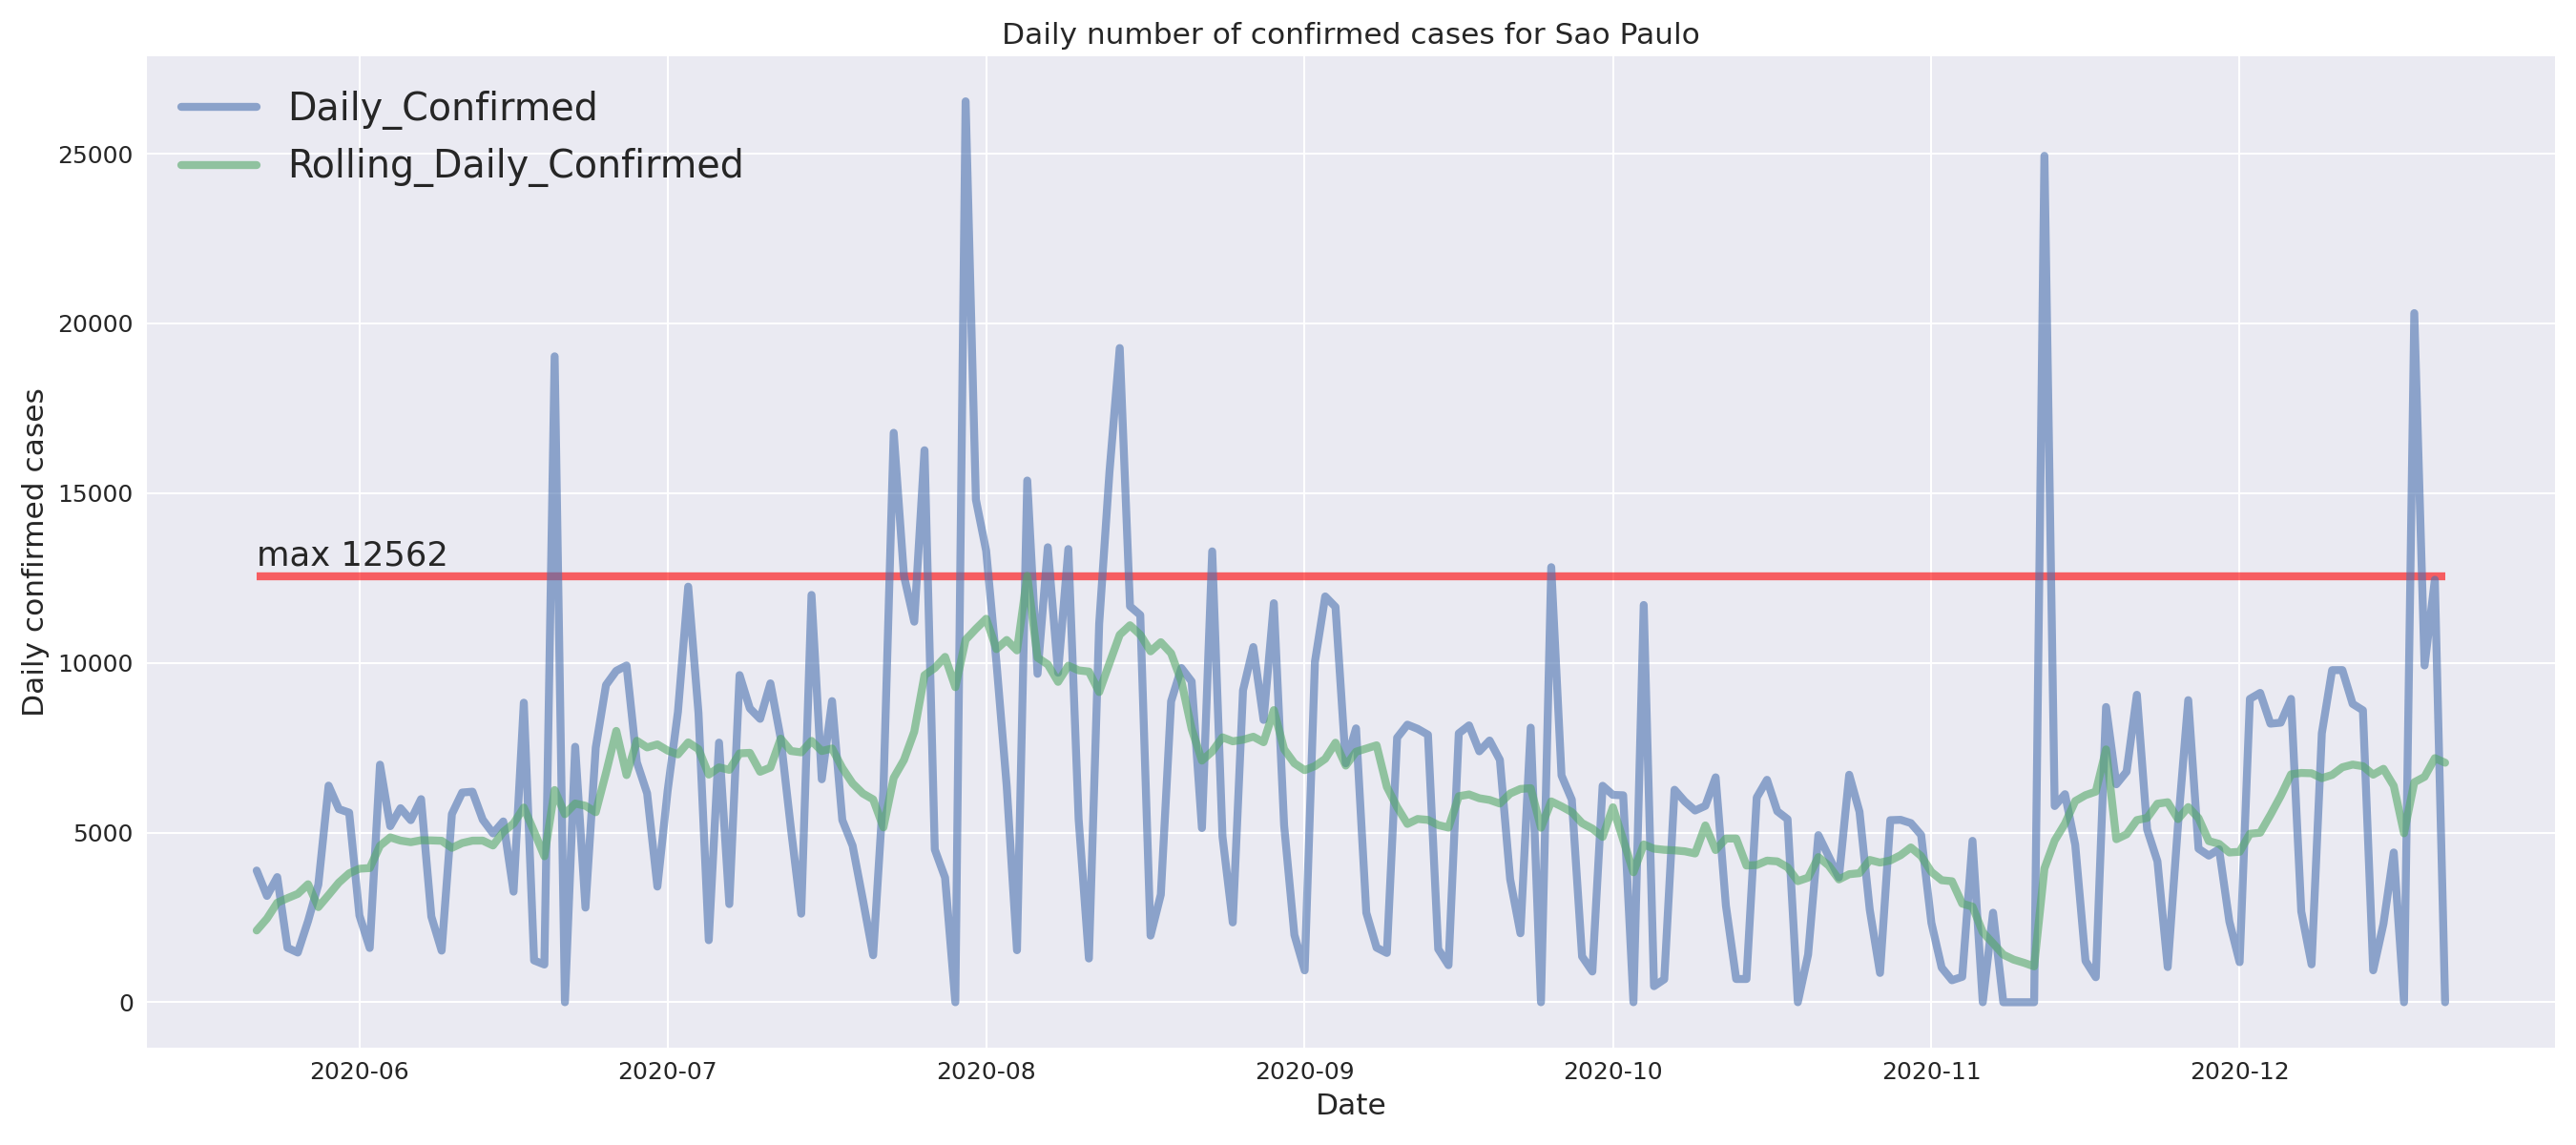 Daily number of confirmed cases for Sao Paulo
Daily_Confirmed
Rolling_Daily_Confirmed
max 12562
Daily confirmed cases
25000
20000
15000
10000
5000
0
2020-06
2020-07
2020-08
2020-09
2020-10
2020-11
2020-12
Date